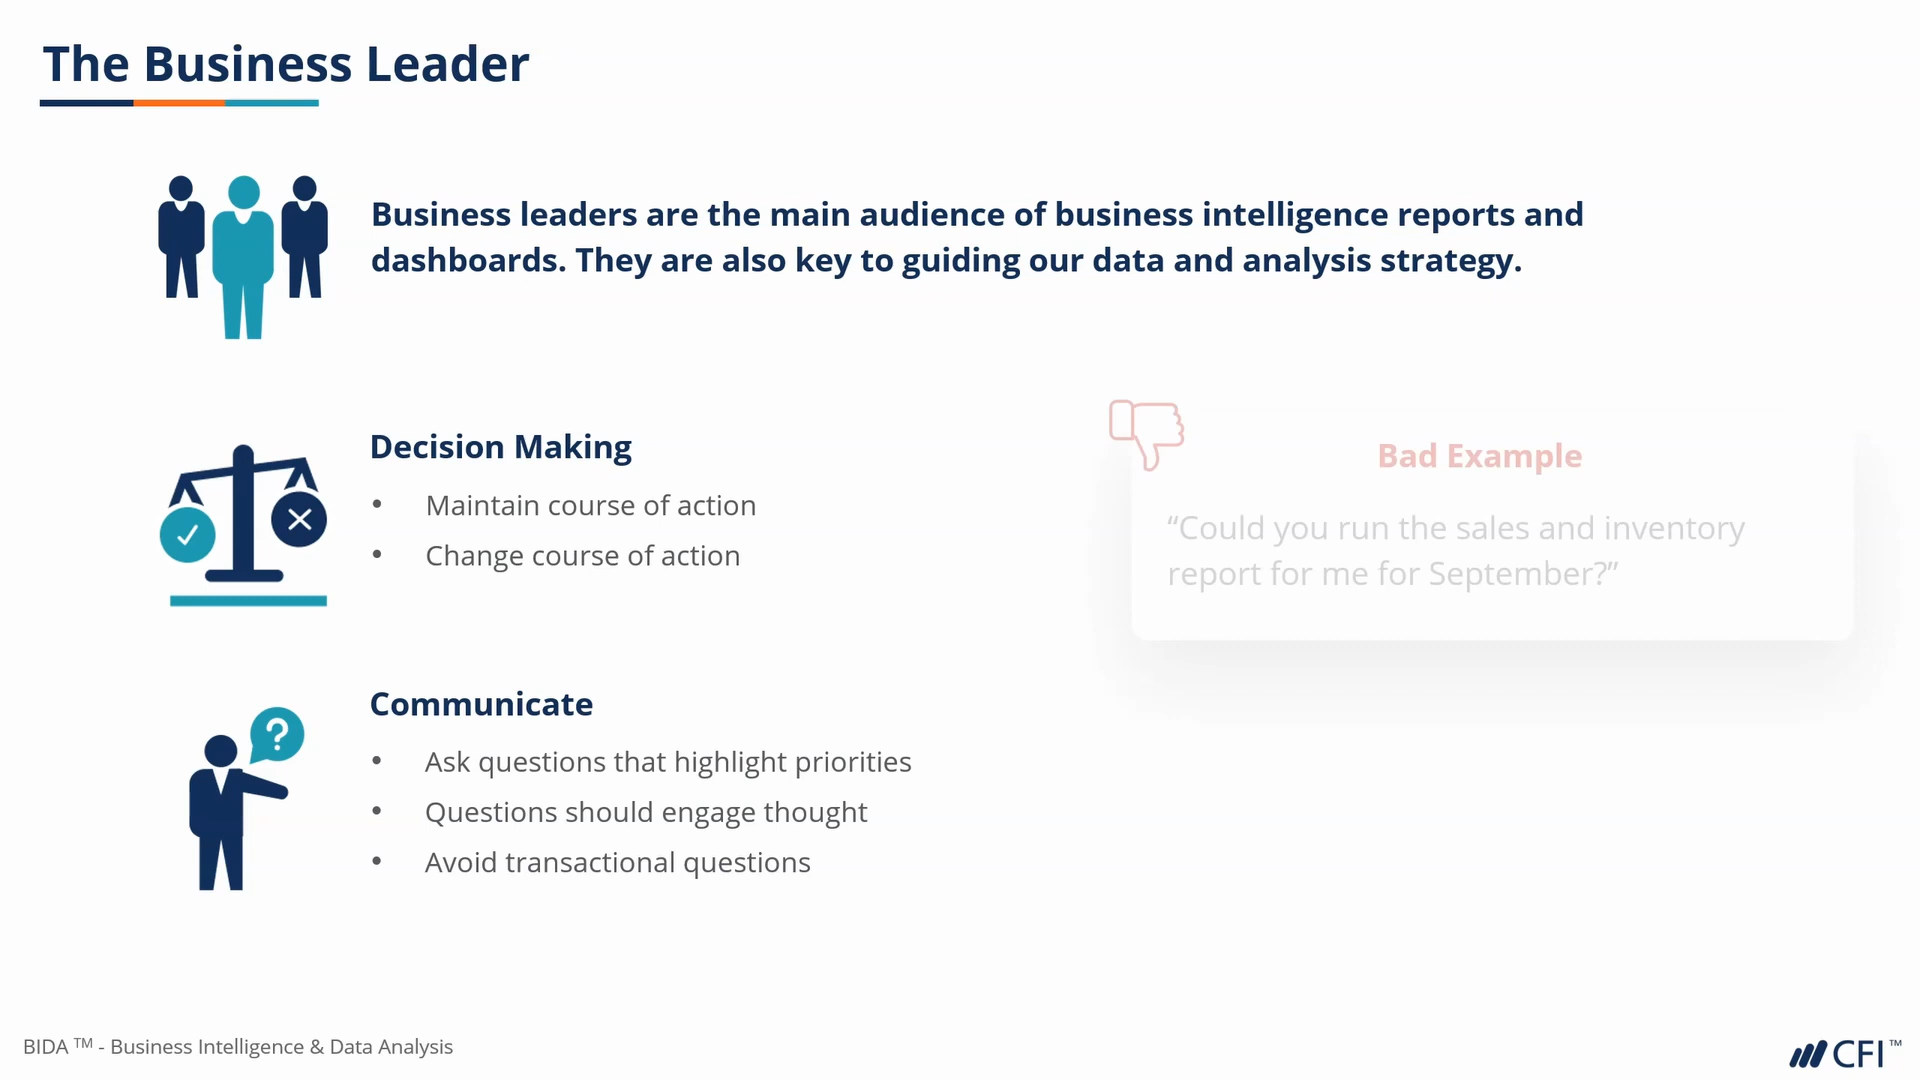 The Business Leader
Business leaders are the main audience of business intelligence reports and
dashboards. They are also key to guiding our data and analysis strategy.
Decision Making
• Maintain course of action
• Change course of action
Bad Example
“Could you run the sales and inventory
report for me for September?”
Communicate
• Ask questions that highlight priorities
• Questions should engage thought
• Avoid transactional questions
BIDA TM - Business Intelligence & Data Analysis
CFI™